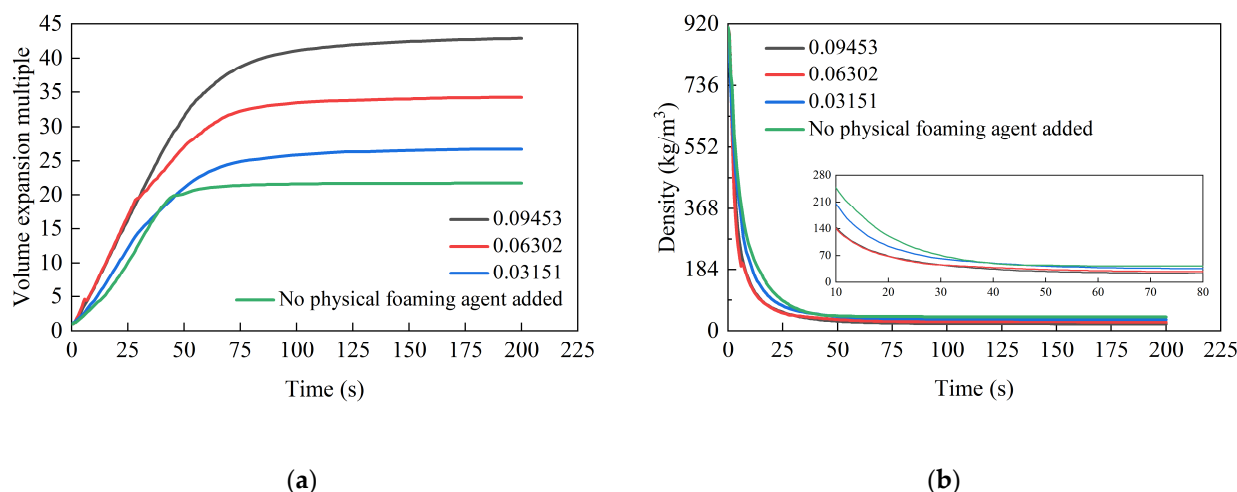 45
40
35
30
25
20
15
10
5
0
Volume expansion multiple
0.09453
0.06302
0.03151
No physical foaming agent added
0 25 50 75 100 125 150 175 200 225
Time (s)
(a)
920
736
552
368
184
0
Density (kg/m³)
0.09453
0.06302
0.03151
No physical foaming agent added
280
210
140
70
0
10 20 30 40 50 60 70 80
0 25 50 75 100 125 150 175 200 225
Time (s)
(b)